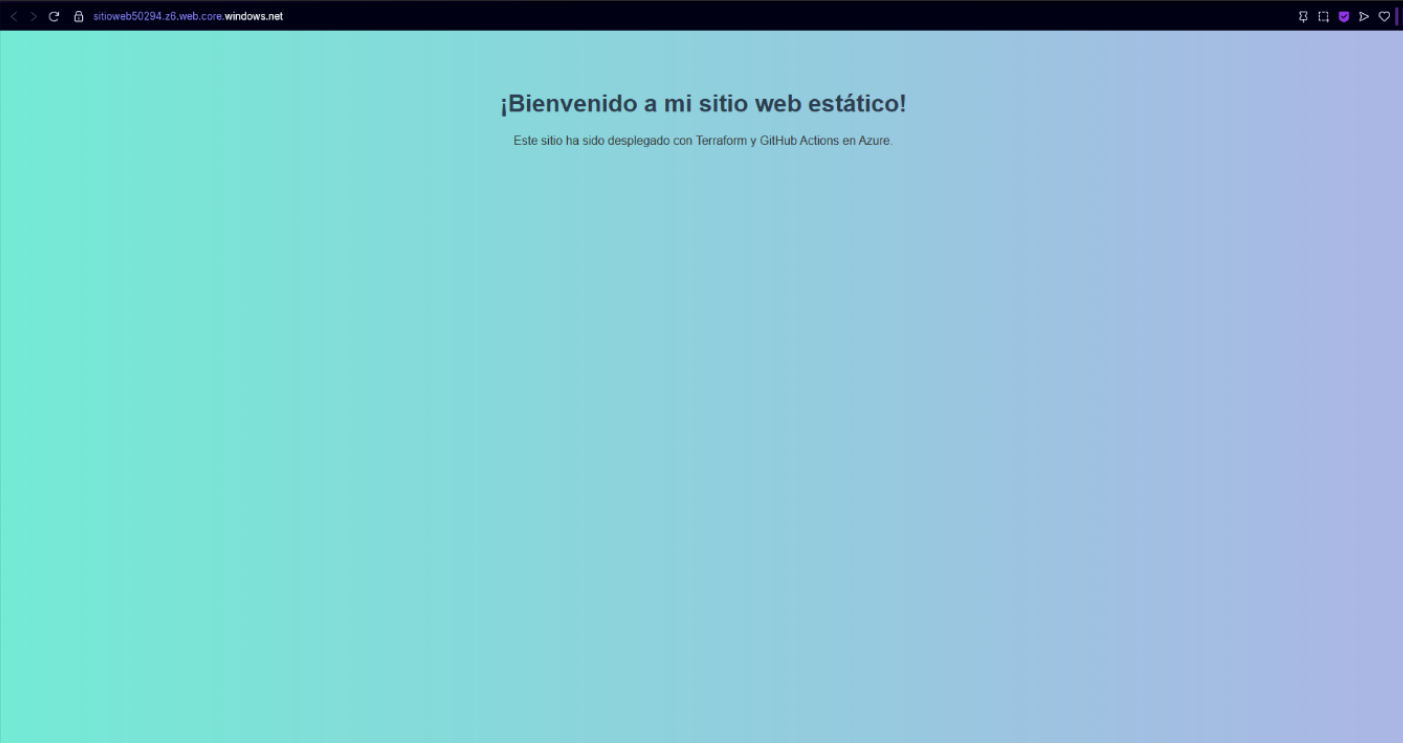 sitioweb50294.z6.web.core.windows.net
¡Bienvenido a mi sitio web estático!
Este sitio ha sido desplegado con Terraform y GitHub Actions en Azure.